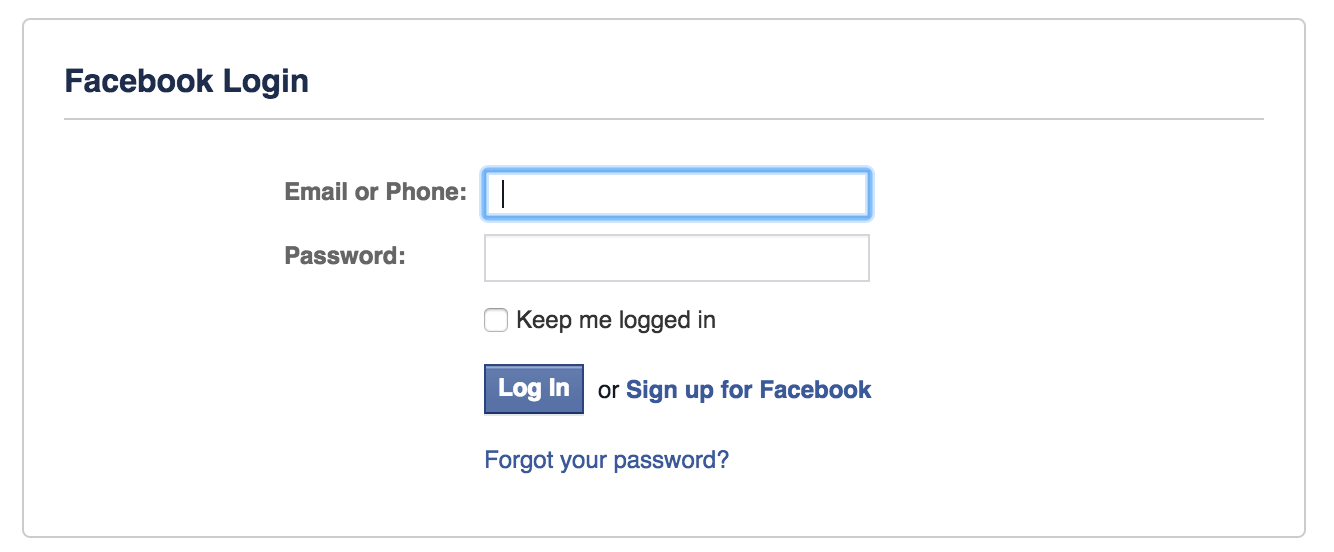 Facebook Login
Email or Phone:
Password:
Keep me logged in
Log In or Sign up for Facebook
Forgot your password?